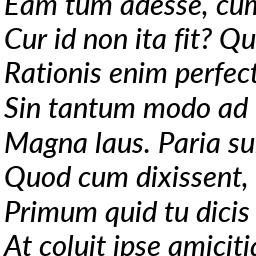 Eam tum adesse, cum
Cur id non ita fit? Qu
Rationis enim perfect
Sin tantum modo ad
Magna laus. Paria su
Quod cum dixissent,
Primum quid tu dicis
At coluit ipse amicitia